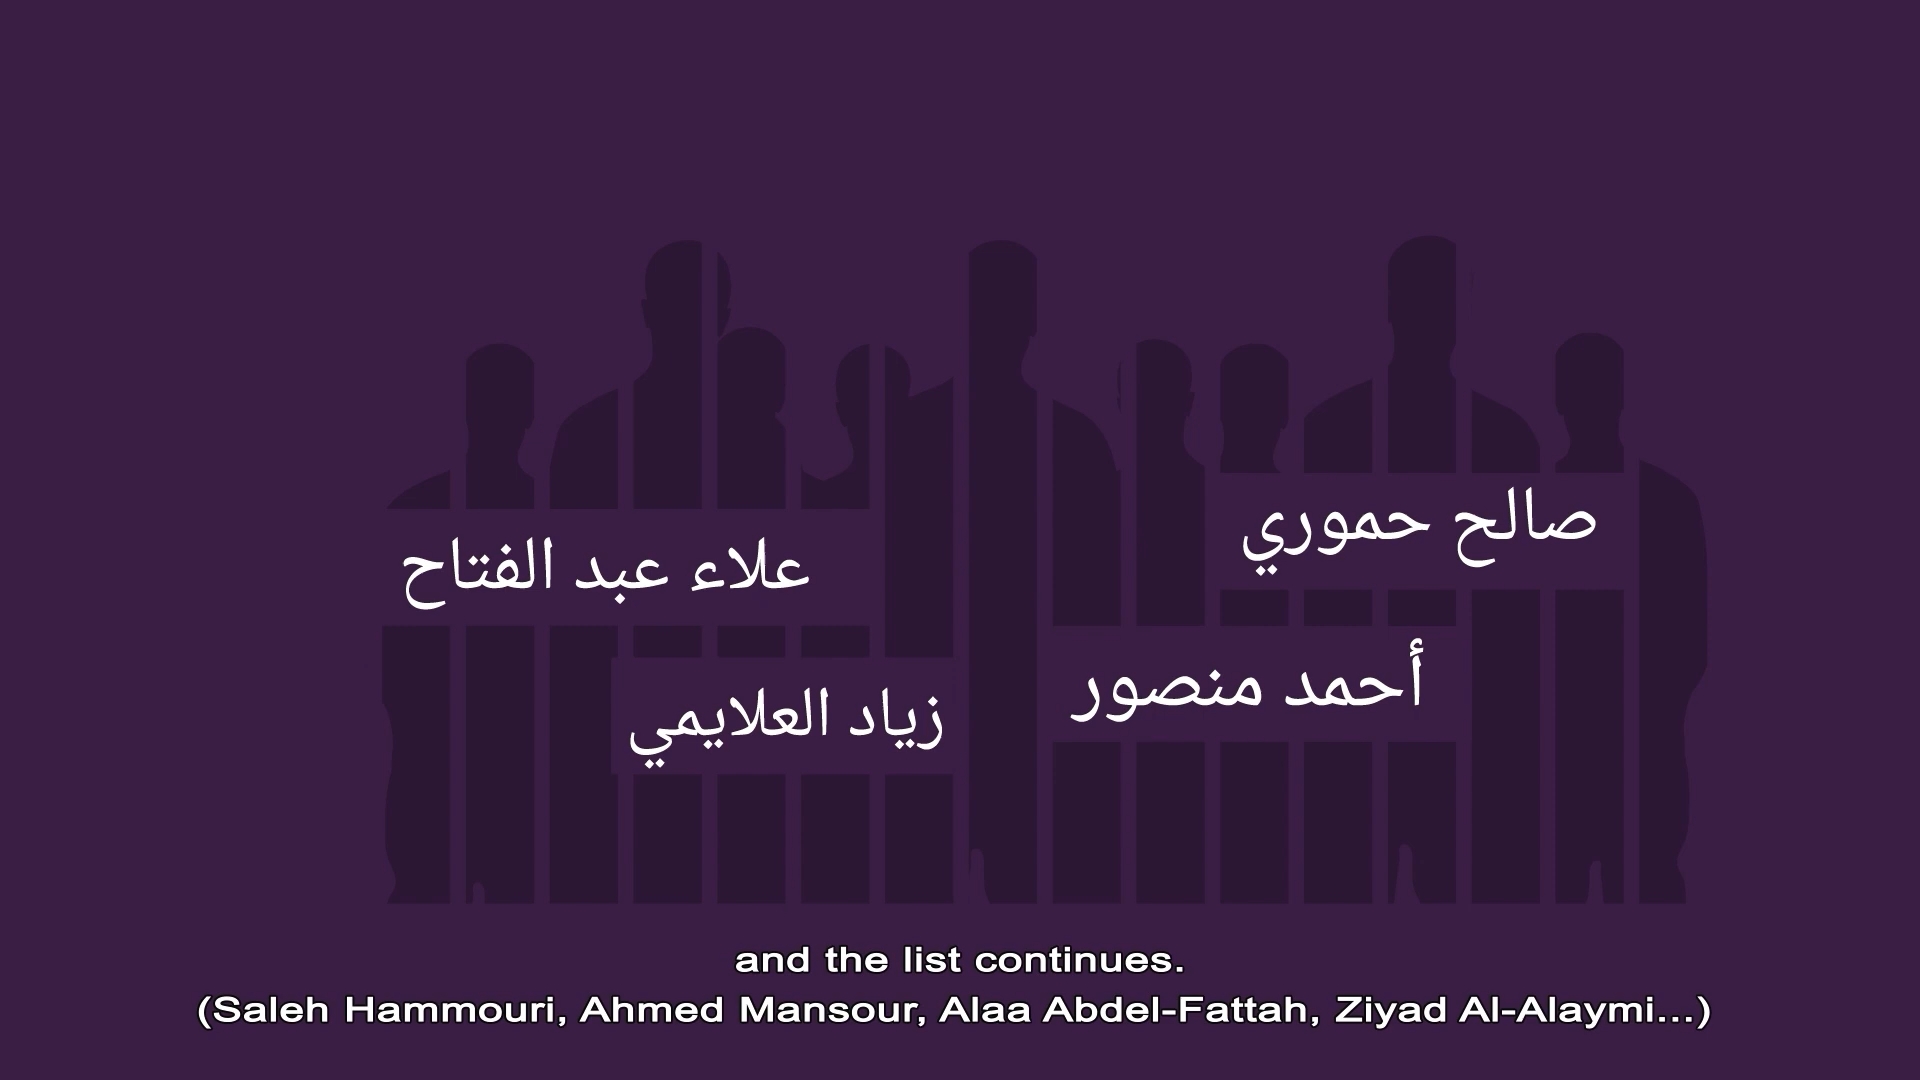 صالح حموري
علاء عبد الفتاح
أحمد منصور
زياد العلايمي
and the list continues.
(Saleh Hammouri, Ahmed Mansour, Alaa Abdel-Fattah, Ziyad Al-Alaymi...)